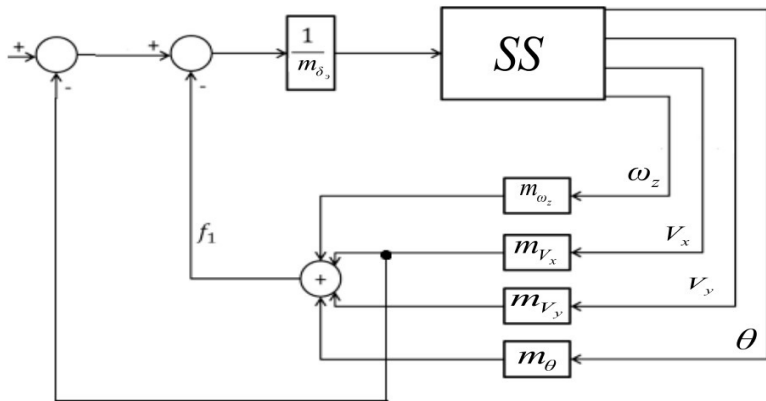 +
+
-
-
1
m_{δ_э}
SS
m_{ω_z}
ω_z
f_1
+
m_{V_x}
V_x
m_{V_y}
V_y
m_θ
θ